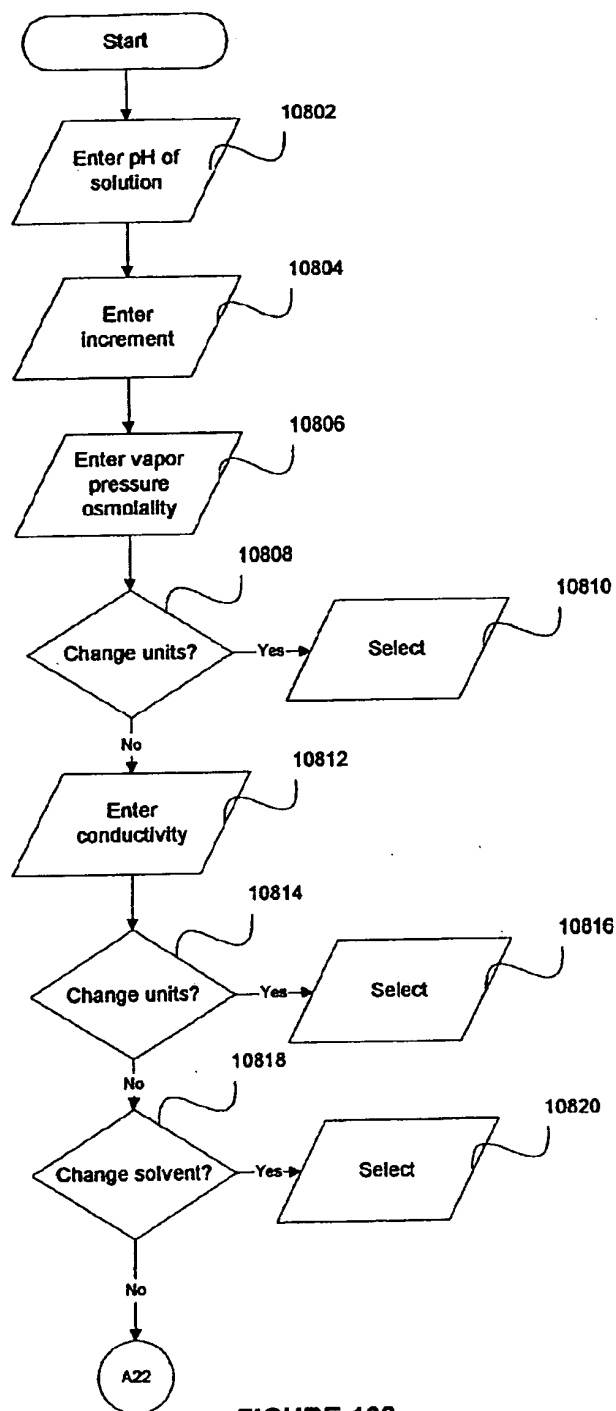 Start
10802
Enter pH of
solution
10804
Enter
increment
10806
Enter vapor
pressure
osmolality
10808
10810
Change units?
Yes
Select
No
10812
Enter
conductivity
10814
10816
Change units?
Yes
Select
No
10818
10820
Change solvent?
Yes
Select
No
A22